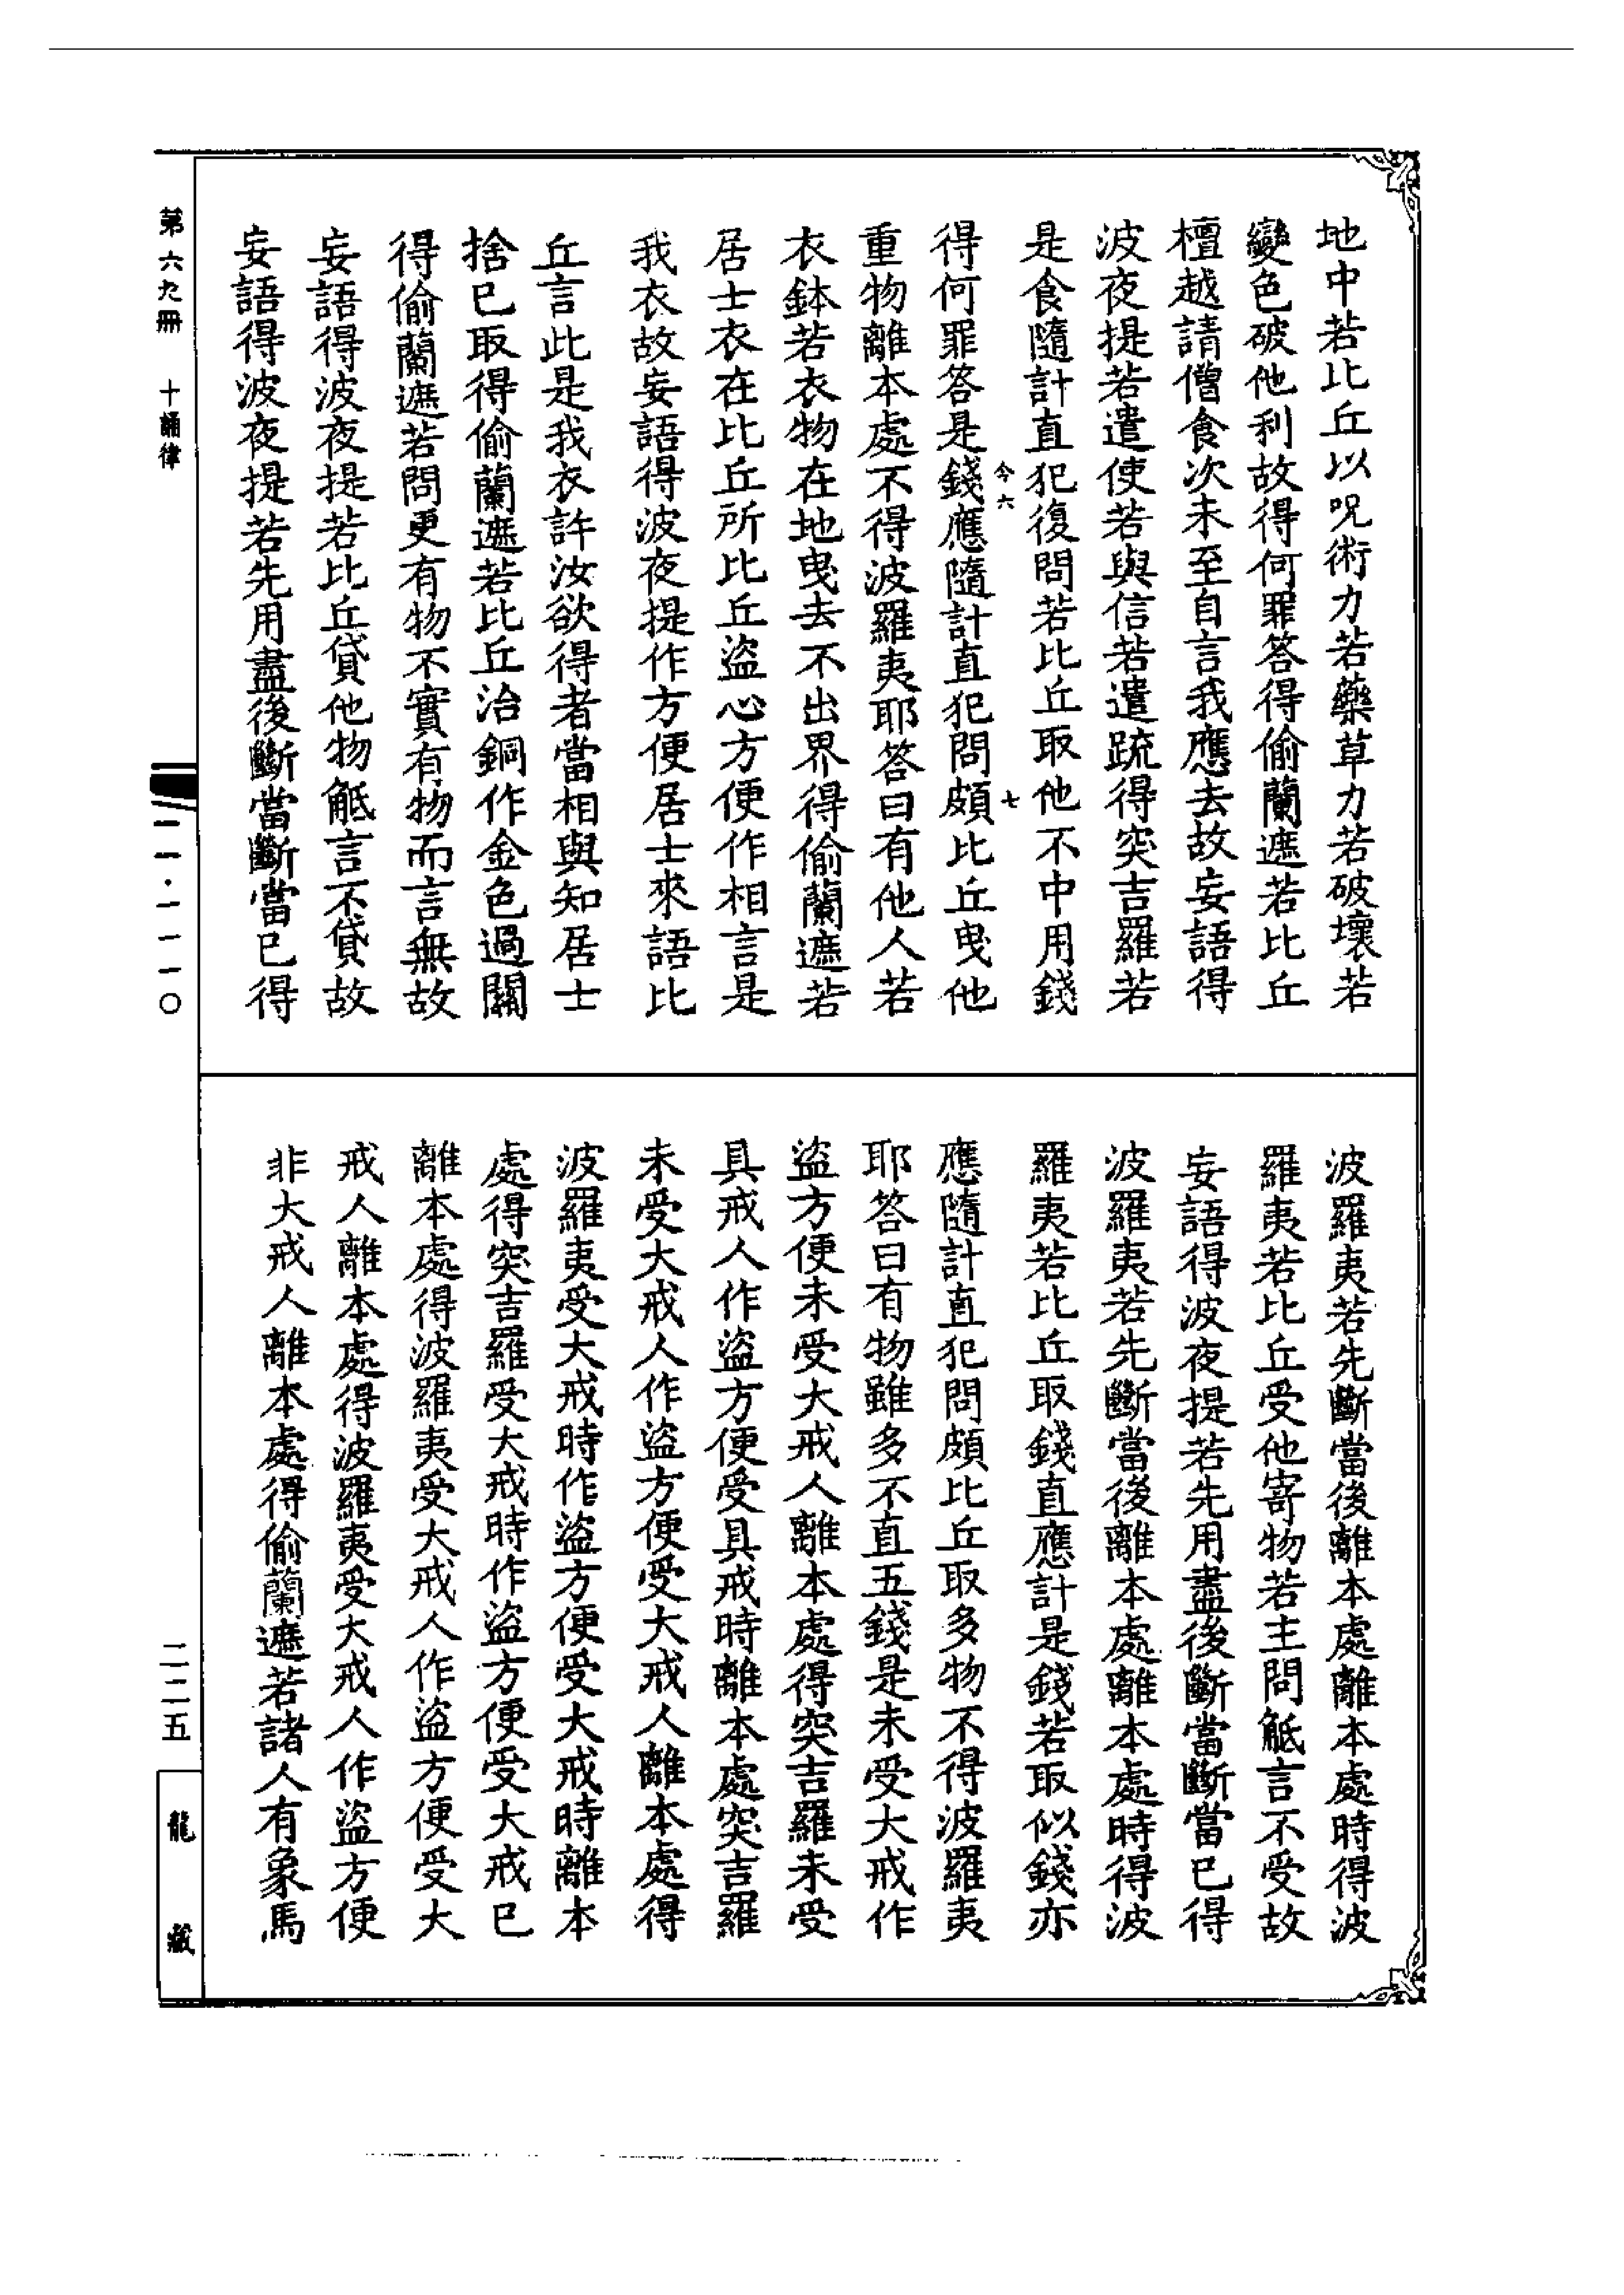 地中若比丘以呪術力若藥草力若破壞若
變色破他利故得何罪答得偷蘭遮若比丘
檀越請僧食次未至自言我應去故妄語得
波夜提若遣使若與信若遣䟽得突吉羅若
是食隨計直犯復問若比丘取他不中用錢
今六
七
得何罪答是錢應隨計直犯問頗比丘曳他
重物離本處不得波羅夷耶答曰有他人若
衣鉢若衣物在地曳去不出界得偷蘭遮若
居士衣在比丘所比丘盜心方便作相言是
我衣故妄語得波夜提作方便居士來語比
丘言此是我衣許汝欲得者當相與知居士
捨已取得偷蘭遮若比丘治銅作金色過關
得偷蘭遮若問更有物不實有物而言無故
妄語得波夜提若比丘貸他物觝言不貸故
妄語得波夜提若先用盡後斷當斷當已得
波羅夷若先斷當後離本處離本處時得波
羅夷若比丘受他寄物若主問觝言不受故
妄語得波夜提若先用盡後斷當斷當已得
波羅夷若先斷當後離本處離本處時得波
羅夷若比丘取錢直應計是錢若取似錢亦
應隨計直犯問頗比丘取多物不得波羅夷
耶答曰有物雖多不直五錢是未受大戒作
盜方便未受大戒人離本處得突吉羅未受
具戒人作盜方便受具戒時離本處突吉羅
未受大戒人作盜方便受大戒人離本處得
波羅夷受大戒時作盜方便受大戒時離本
處得突吉羅受大戒時作盜方便受大戒已
離本處得波羅夷受大戒人作盜方便受大
戒人離本處得波羅夷受大戒人作盜方便
非大戒人離本處得偷蘭遮若諸人有象馬
第六九冊 十誦律
一一·一一一〇
二二五
龍藏